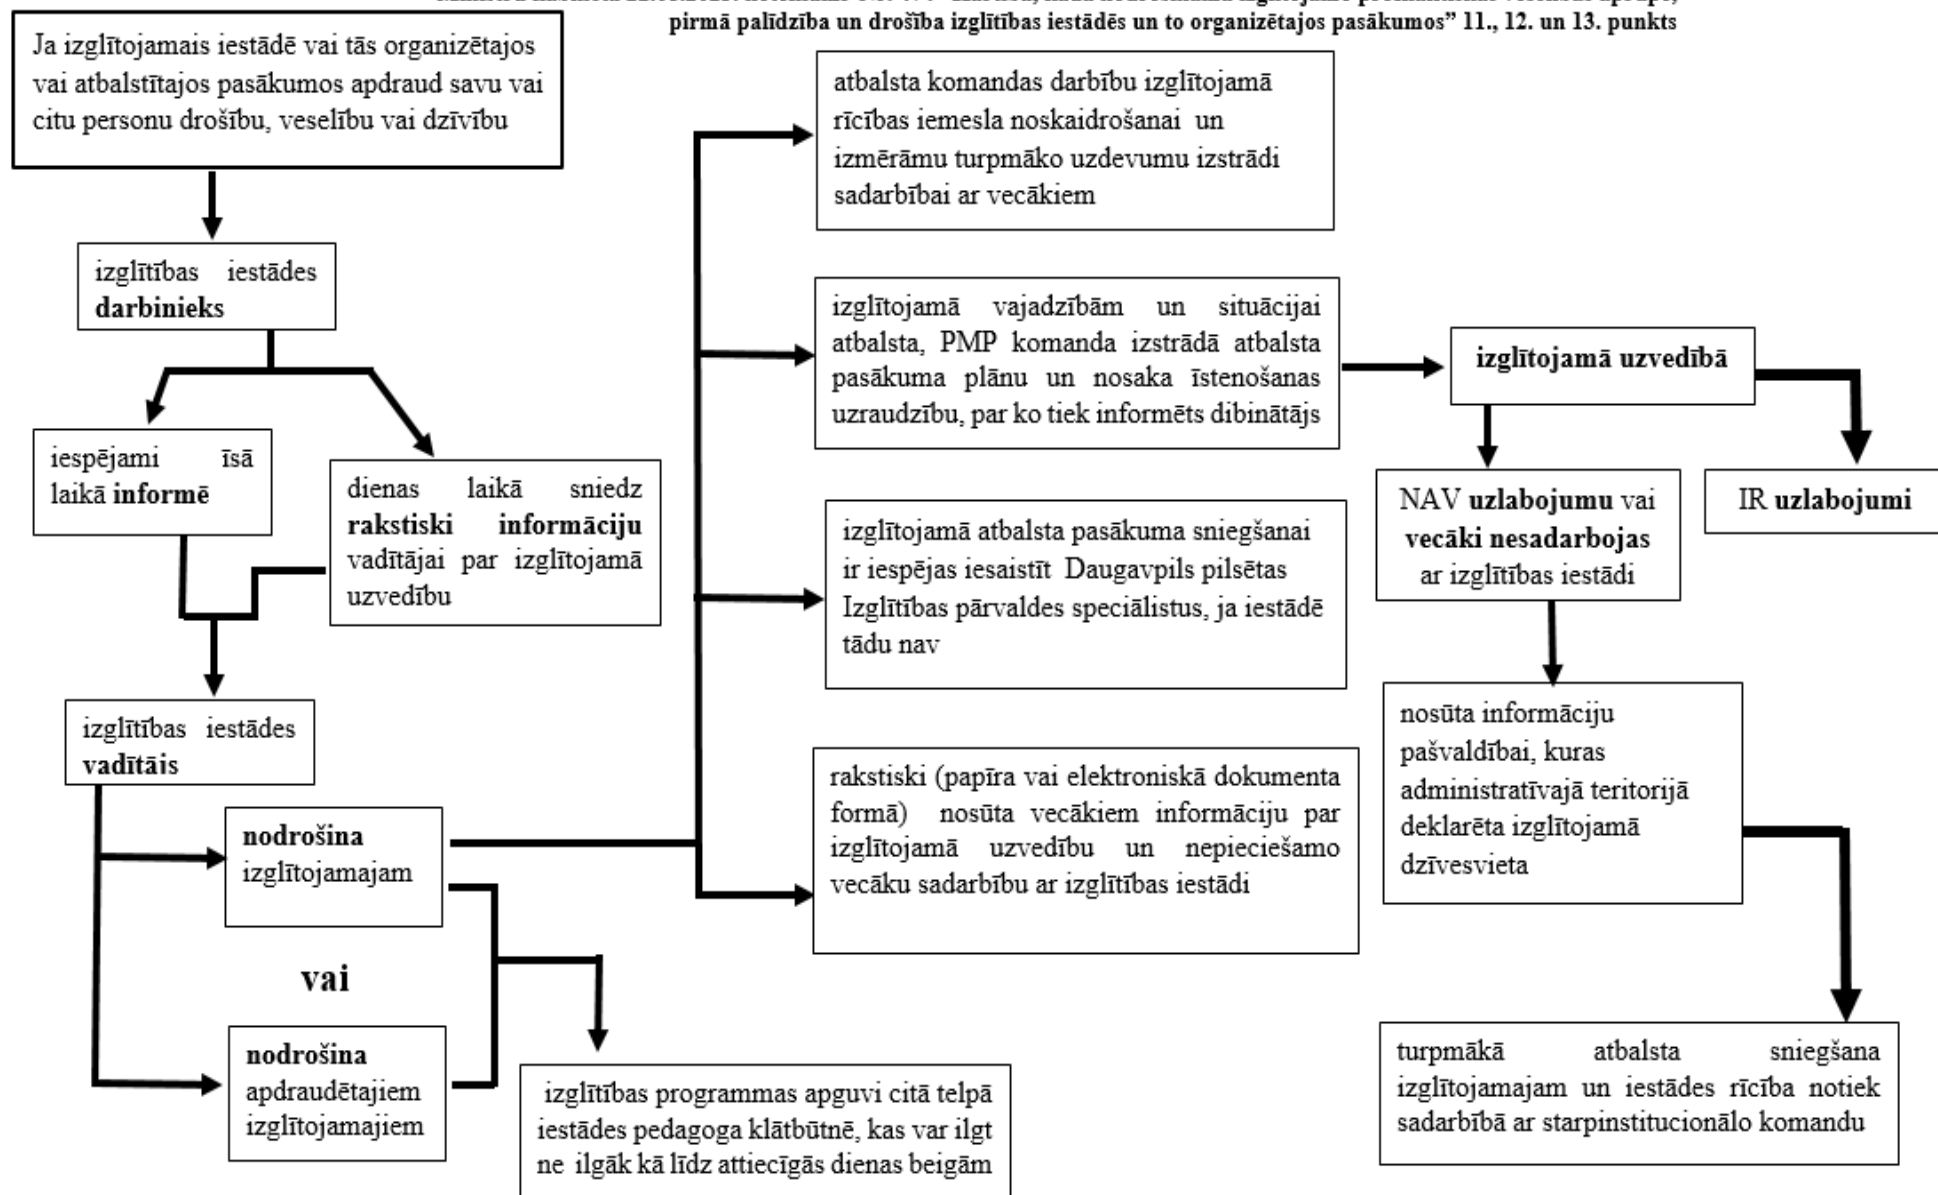 pirmā palīdzība un drošība izglītības iestādēs un to organizētajos pasākumos” 11., 12. un 13. punkts
Ja izglītojamais iestādē vai tās organizētajos
vai atbalstītajos pasākumos apdraud savu vai
citu personu drošību, veselību vai dzīvību
izglītības iestādes
darbinieks
iespējami īsā
laikā informē
dienas laikā sniedz
rakstiski informāciju
vadītājai par izglītojamā
uzvedību
izglītības iestādes
vadītāis
nodrošina
izglītojamajam
vai
nodrošina
apdraudētajiem
izglītojamajiem
izglītības programmas apguvi citā telpā
iestādes pedagoga klātbūtnē, kas var ilgt
ne ilgāk kā līdz attiecīgās dienas beigām
atbalsta komandas darbību izglītojamā
rīcības iemesla noskaidrošanai un
izmērāmu turpmāko uzdevumu izstrādi
sadarbībai ar vecākiem
izglītojamā vajadzībām un situācijai
atbalsta, PMP komanda izstrādā atbalsta
pasākuma plānu un nosaka īstenošanas
uzraudzību, par ko tiek informēts dibinātājs
izglītojamā atbalsta pasākuma sniegšanai
ir iespējas iesaistīt Daugavpils pilsētas
Izglītības pārvaldes speciālistus, ja iestādē
tādu nav
rakstiski (papīra vai elektroniskā dokumenta
formā) nosūta vecākiem informāciju par
izglītojamā uzvedību un nepieciešamo
vecāku sadarbību ar izglītības iestādi
izglītojamā uzvedībā
NAV uzlabojumu vai
vecāki nesadarbojas
ar izglītības iestādi
IR uzlabojumi
nosūta informāciju
pašvaldībai, kuras
administratīvajā teritorijā
deklarēta izglītojamā
dzīvesvieta
turpmākā atbalsta sniegšana
izglītojamajam un iestādes rīcība notiek
sadarbībā ar starpinstitucionālo komandu